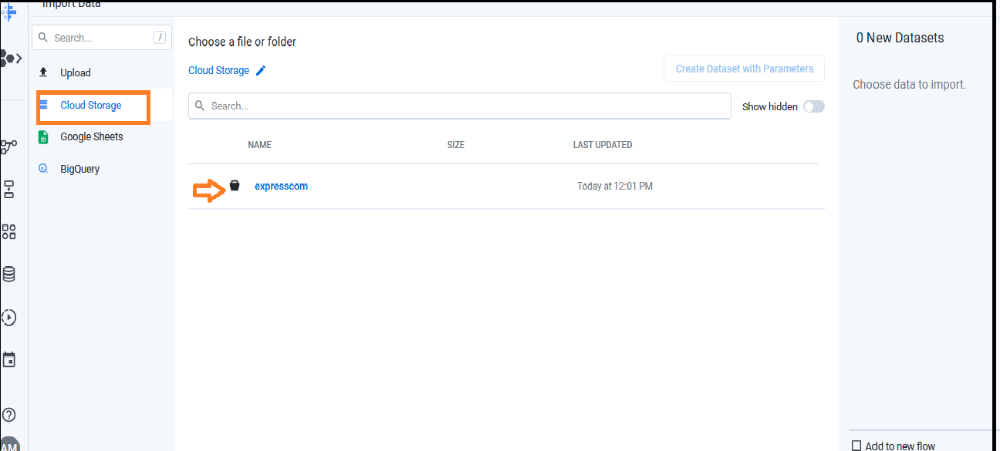 Import Data
Search...
/
Upload
Cloud Storage
Google Sheets
BigQuery
Choose a file or folder
Cloud Storage
Create Dataset with Parameters
Search...
Show hidden
NAME SIZE LAST UPDATED
expresscom Today at 12:01 PM
0 New Datasets
Choose data to import.
Add to new flow
?
AM